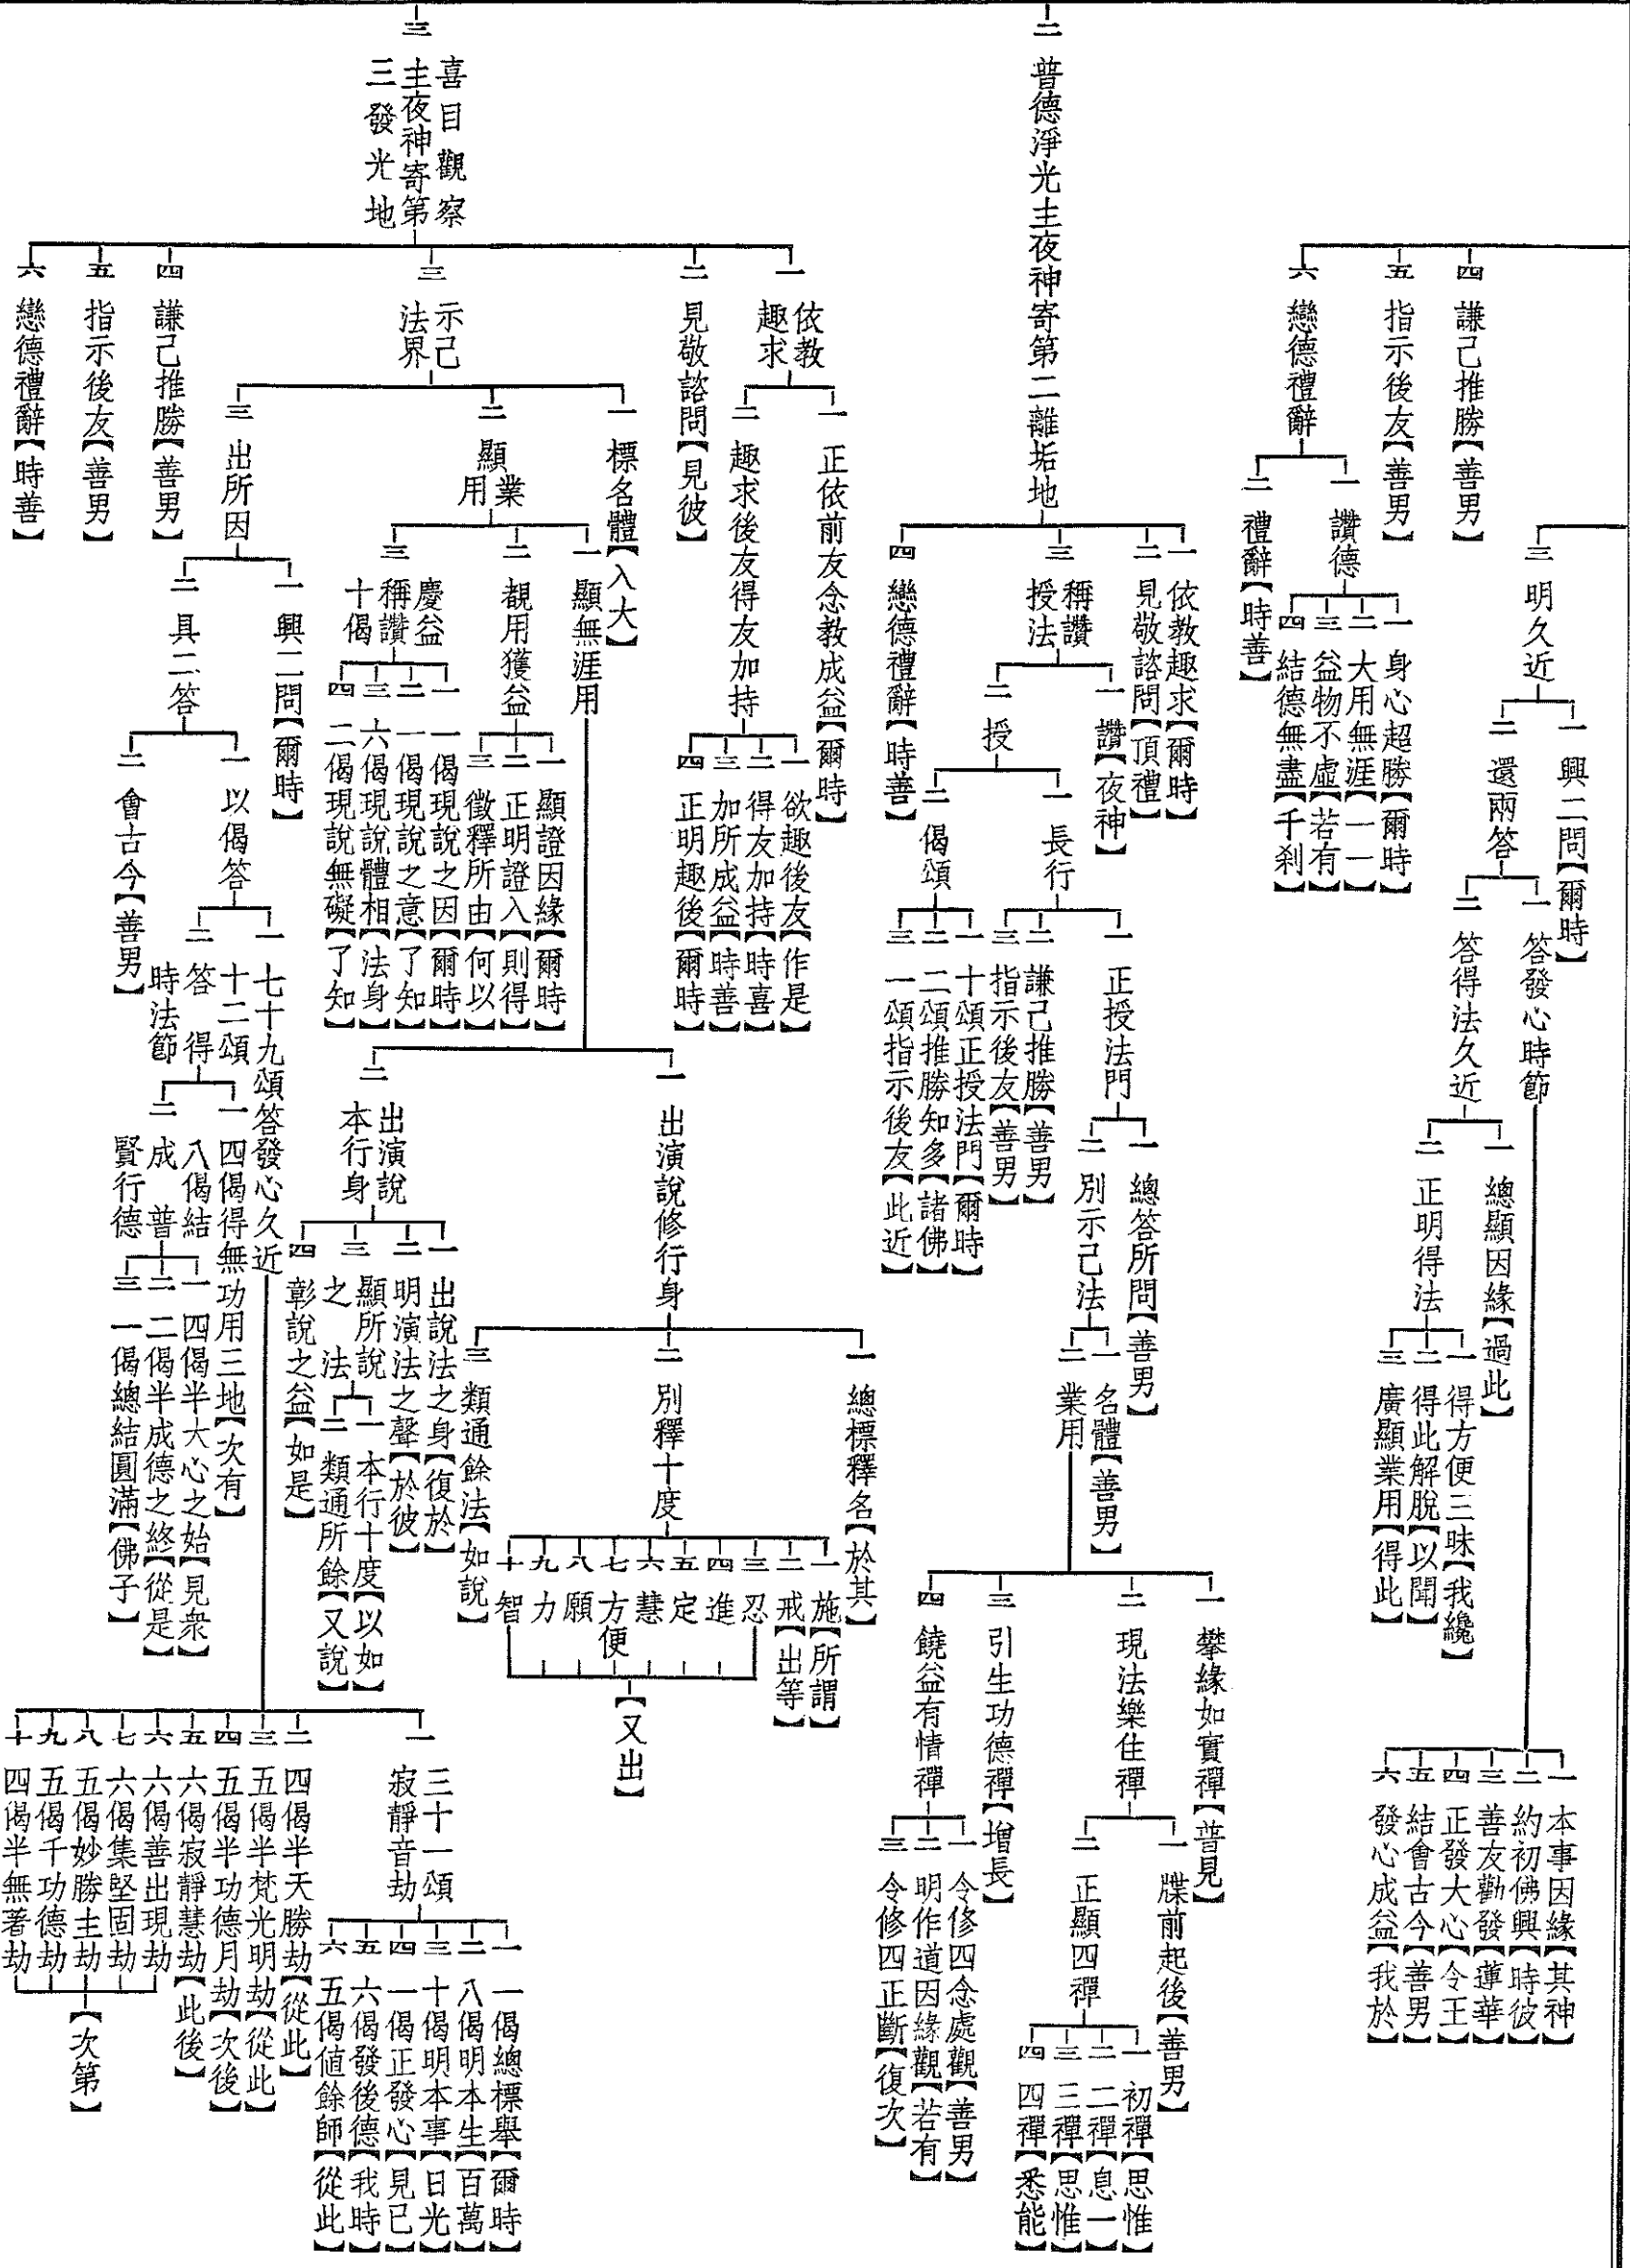 三 明久近
一 興二問【爾時】
二 還兩答
一 答發心時節
一 本事因緣【其神】
二 約初佛興【時彼】
三 善友勸發【蓮華】
四 正發大心【令王】
五 結會古今【善男】
六 發心成益【我於】
二 答得法久近
一 總顯因緣【過此】
二 正明得法
一 得方便三昧【我纔】
二 得此解脫【以聞】
三 廣顯業用【得此】
四 謙己推勝【善男】
五 指示後友【善男】
六 戀德禮辭
一 讚德
一 身心超勝【爾時】
二 大用無涯【一一】
三 益物不虛【若有】
四 結德無盡【千剎】
二 禮辭【時善】
二 普德淨光主夜神寄第二離垢地
一 依教趣求【爾時】
二 見敬諮問【頂禮】
三 稱讚授法
一 讚【夜神】
二 授
一 長行
一 正授法門
一 總答所問【善男】
二 別示己法
一 名體【善男】
二 業用
一 攀緣如實禪【普見】
二 現法樂住禪
一 牒前起後【善男】
二 正顯四禪
一 初禪【思惟】
二 二禪【息一】
三 三禪【思惟】
四 四禪【悉能】
三 引生功德禪【增長】
四 饒益有情禪
一 令修四念處觀【善男】
二 明作道因緣觀【若有】
三 令修四正斷【復次】
二 謙己推勝【善男】
三 指示後友【善男】
二 偈頌
一 十頌正授法門【爾時】
二 二頌推勝知多【諸佛】
三 一頌指示後友【此近】
四 戀德禮辭【時善】
三 喜目觀察主夜神寄第三發光地
一 依教趣求
一 正依前友念教成益【爾時】
二 趣求後友得友加持
一 欲趣後友【作是】
二 得友加持【時喜】
三 加所成益【時善】
四 正明趣後【爾時】
二 見敬諮問【見彼】
三 示己法界
一 標名體【入大】
二 顯業用
一 顯無涯用
一 出演說修行身
一 總標釋名【於其】
二 別釋十度
一 施【所謂】
二 戒【出等】
三 忍
四 進
五 定
六 慧
七 方便
八 願
九 力
十 智
【又出】
三 類通餘法【如說】
二 出演說本行身
一 出說法之身【復於】
二 明演法之聲【於彼】
三 顯所說之法
一 本行十度【以如】
二 類通所餘【又說】
四 彰說之益【如是】
二 覩用獲益
一 顯證因緣【爾時】
二 正明證入【則得】
三 徵釋所由【何以】
三 慶益稱讚十偈
一 一偈現說之因【爾時】
二 一偈現說之意【了知】
三 六偈現說體相【法身】
四 二偈現說無礙【了知】
三 出所因
一 興二問【爾時】
二 具二答
一 以偈答
一 七十九頌答發心久近
一 三十一頌寂靜音劫
一 一偈總標舉【爾時】
二 八偈明本生【百萬】
三 十偈明本事【日光】
四 一偈正發心【見已】
五 六偈發後德【我時】
六 五偈値餘師【從此】
二 四偈半天勝劫【從此】
三 五偈半梵光明劫【從此】
四 五偈半功德月劫【次後】
五 六偈寂靜慧劫【此後】
六 六偈善出現劫
七 六偈集堅固劫
八 五偈妙勝主劫
九 五偈千功德劫
十 四偈半無著劫
【次第】
二 十二頌答得法時節
一 四偈得無功用三地【次有】
二 八偈結成普賢行德
一 四偈半大心之始【見衆】
二 二偈半成德之終【從是】
三 一偈總結圓滿【佛子】
二 會古今【善男】
四 謙己推勝【善男】
五 指示後友【善男】
六 戀德禮辭【時善】